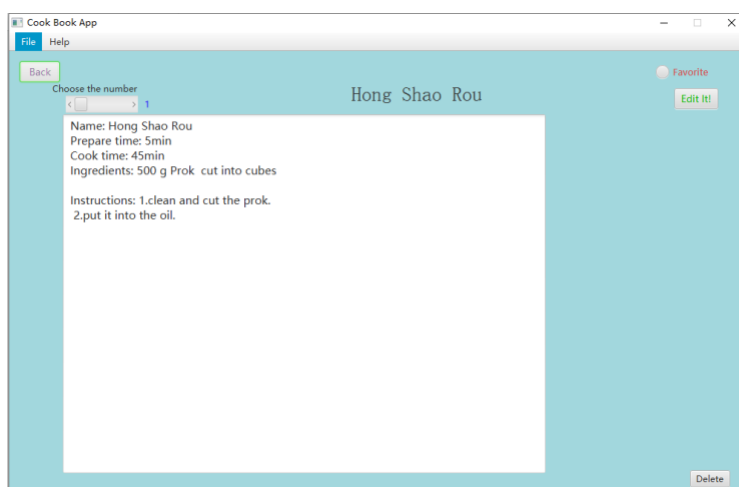 Cook Book App
File Help
Back
Favorite
Choose the number
1
Hong Shao Rou
Edit It!
Name: Hong Shao Rou
Prepare time: 5min
Cook time: 45min
Ingredients: 500 g Prok cut into cubes
Instructions: 1.clean and cut the prok.
2.put it into the oil.
Delete